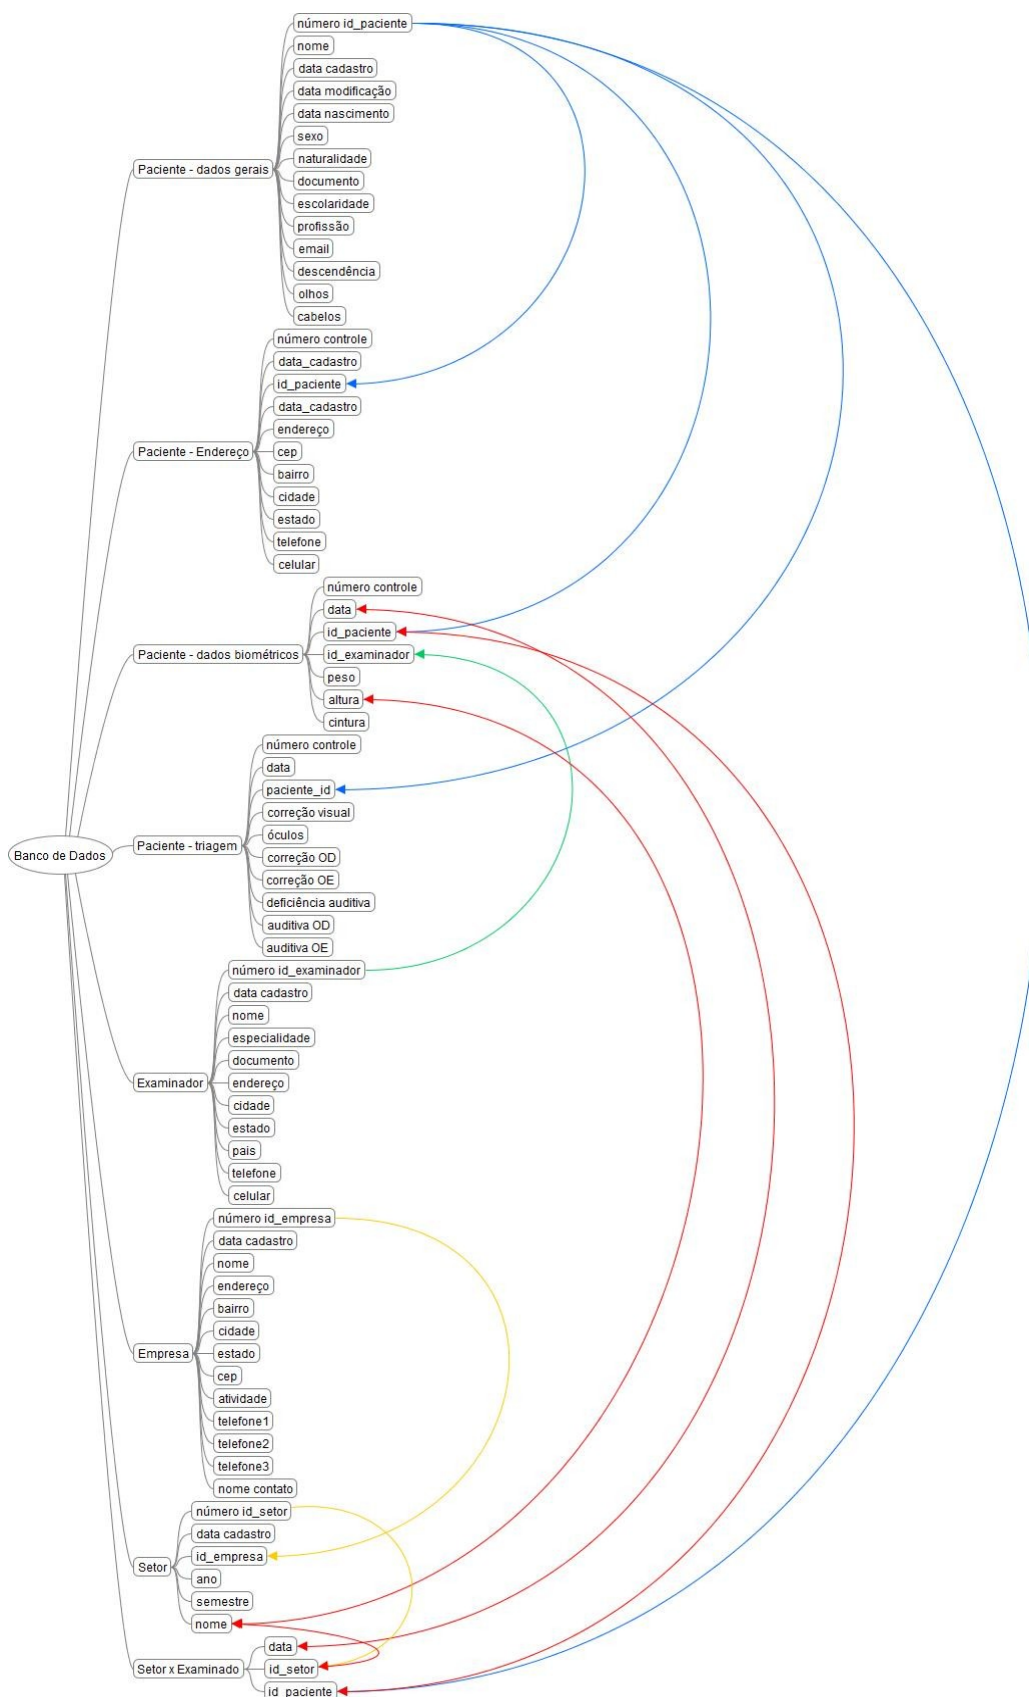 Banco de Dados
Paciente - dados gerais
número id_paciente
nome
data cadastro
data modificação
data nascimento
sexo
naturalidade
documento
escolaridade
profissão
email
descendência
olhos
cabelos
Paciente - Endereço
número controle
data_cadastro
id_paciente
data_cadastro
endereço
cep
bairro
cidade
estado
telefone
celular
Paciente - dados biométricos
número controle
data
id_paciente
id_examinador
peso
altura
cintura
Paciente - triagem
número controle
data
paciente_id
correção visual
óculos
correção OD
correção OE
deficiência auditiva
auditiva OD
auditiva OE
Examinador
número id_examinador
data cadastro
nome
especialidade
documento
endereço
cidade
estado
pais
telefone
celular
Empresa
número id_empresa
data cadastro
nome
endereço
bairro
cidade
estado
cep
atividade
telefone1
telefone2
telefone3
nome contato
Setor
número id_setor
data cadastro
id_empresa
ano
semestre
nome
Setor x Examinado
data
id_setor
id_paciente